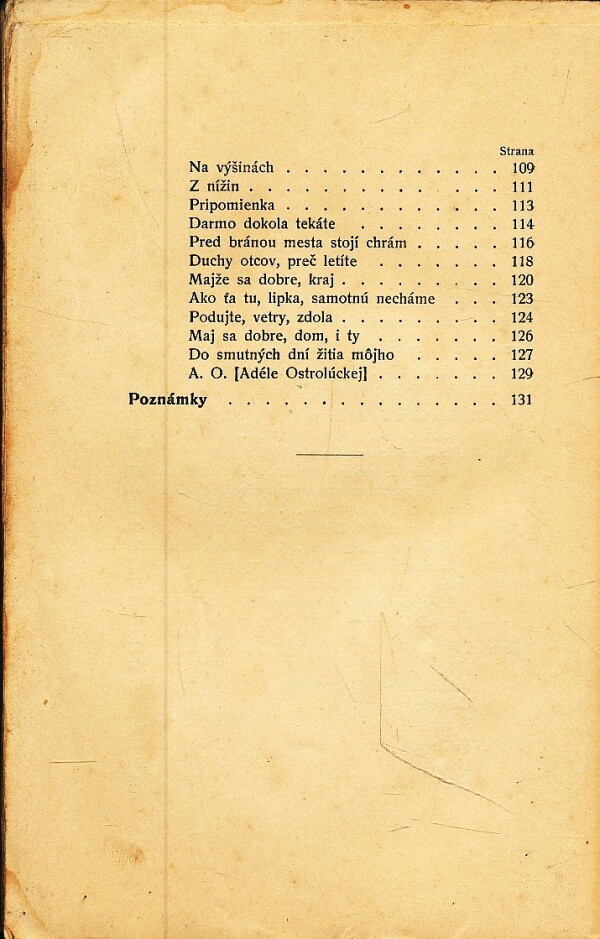 Strana
Na výšinách . . . . . . . . . . . . 109
Z nížin . . . . . . . . . . . . . . 111
Pripomienka . . . . . . . . . . . . 113
Darmo dokola tekáte . . . . . . . . 114
Pred bránou mesta stojí chrám . . . . . 116
Duchy otcov, preč letíte . . . . . . . 118
Majže sa dobre, kraj . . . . . . . . . 120
Ako ťa tu, lipka, samotnú necháme . . . 123
Podujte, vetry, zdola . . . . . . . . . 124
Maj sa dobre, dom, i ty . . . . . . . 126
Do smutných dní žitia môjho . . . . . 127
A. O. [Adéle Ostrolúckej] . . . . . . . 129
Poznámky . . . . . . . . . . . . . . . 131